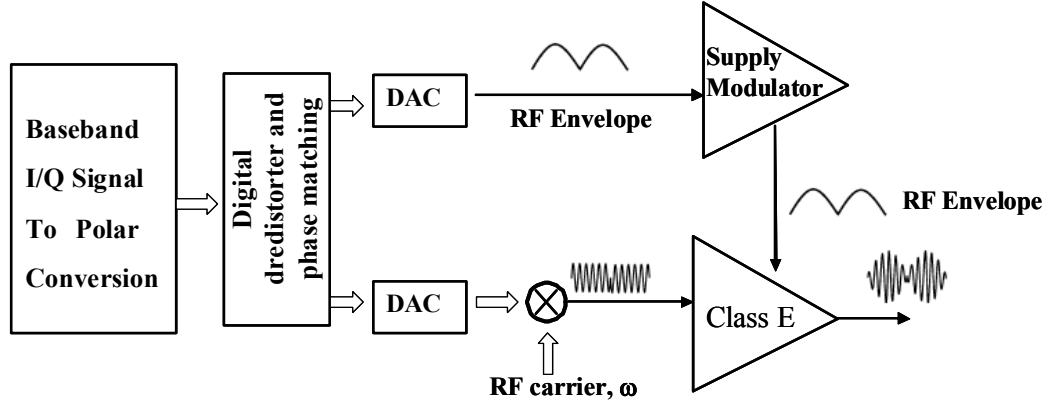 Baseband
I/Q Signal
To Polar
Conversion
Digital
dredistorter and
phase matching
DAC
RF Envelope
Supply
Modulator
RF Envelope
DAC
RF carrier, ω
Class E